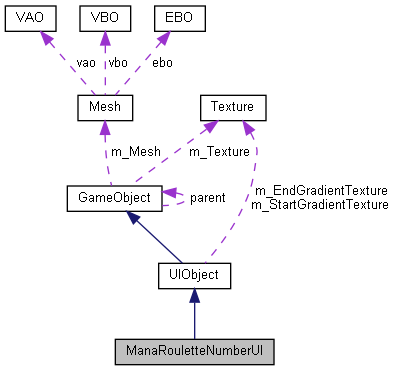 VAO
VBO
EBO
vao
vbo
ebo
Mesh
Texture
m_Mesh
m_Texture
GameObject
parent
m_EndGradientTexture
m_StartGradientTexture
UIObject
ManaRouletteNumberUI